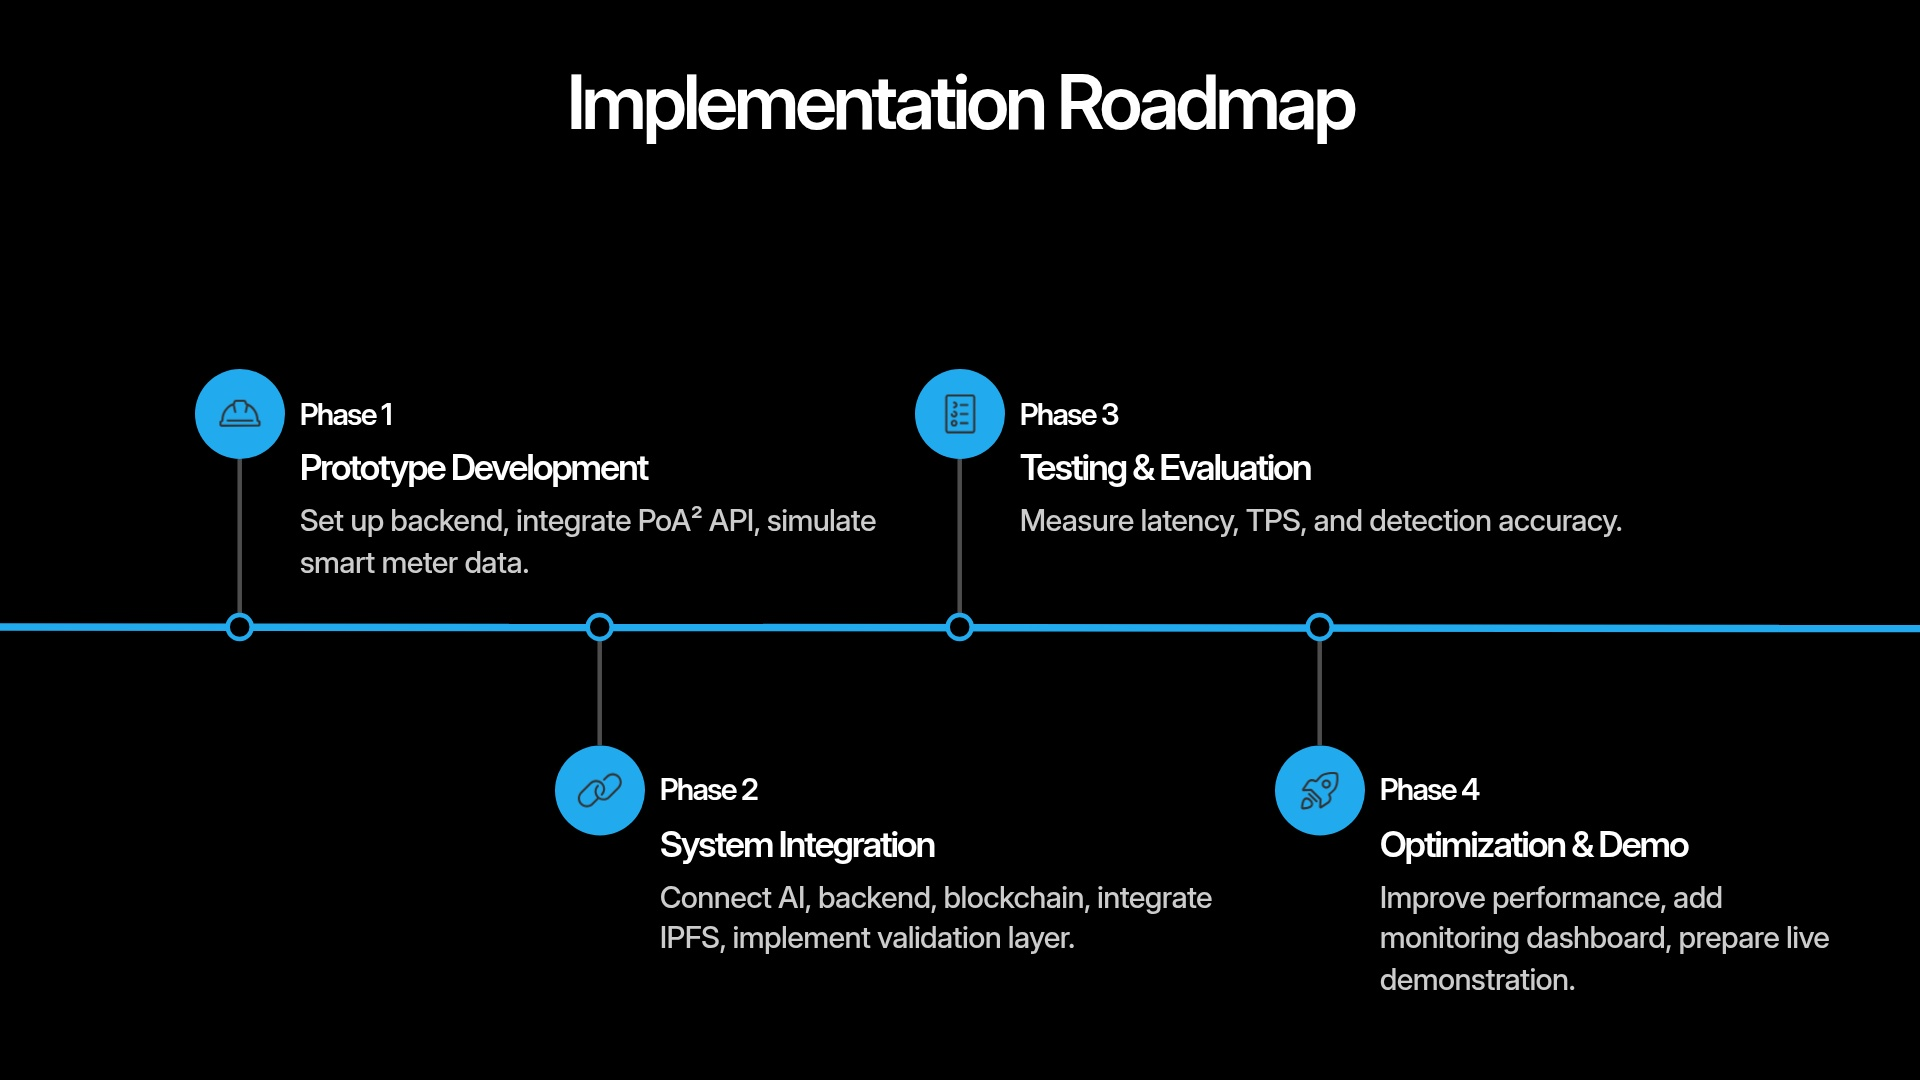 Implementation Roadmap
Phase 1
Prototype Development
Set up backend, integrate PoA² API, simulate
smart meter data.
Phase 2
System Integration
Connect AI, backend, blockchain, integrate
IPFS, implement validation layer.
Phase 3
Testing & Evaluation
Measure latency, TPS, and detection accuracy.
Phase 4
Optimization & Demo
Improve performance, add
monitoring dashboard, prepare live
demonstration.